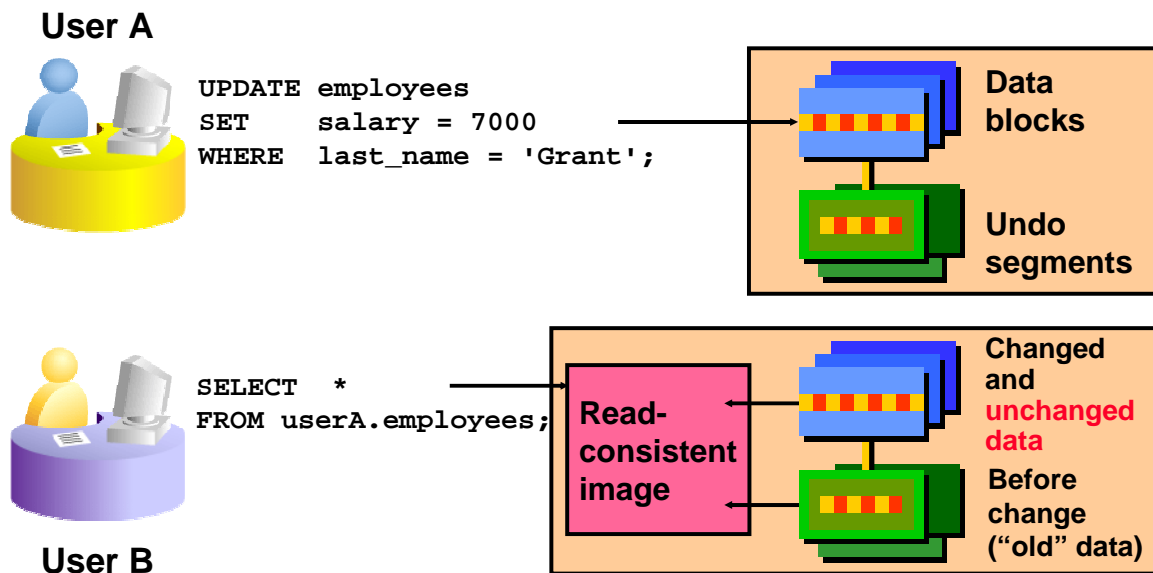 User A
UPDATE employees
SET salary = 7000
WHERE last_name = 'Grant';
Data
blocks
Undo
segments
SELECT *
FROM userA.employees;
Read-
consistent
image
Changed
and
unchanged
data
Before
change
(“old” data)
User B